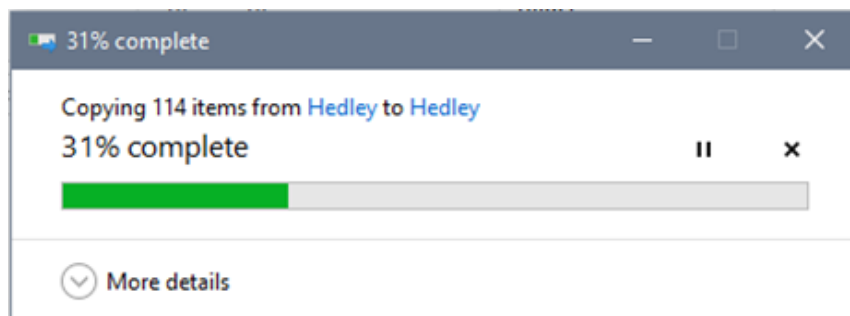 31% complete
Copying 114 items from Hedley to Hedley
31% complete
More details